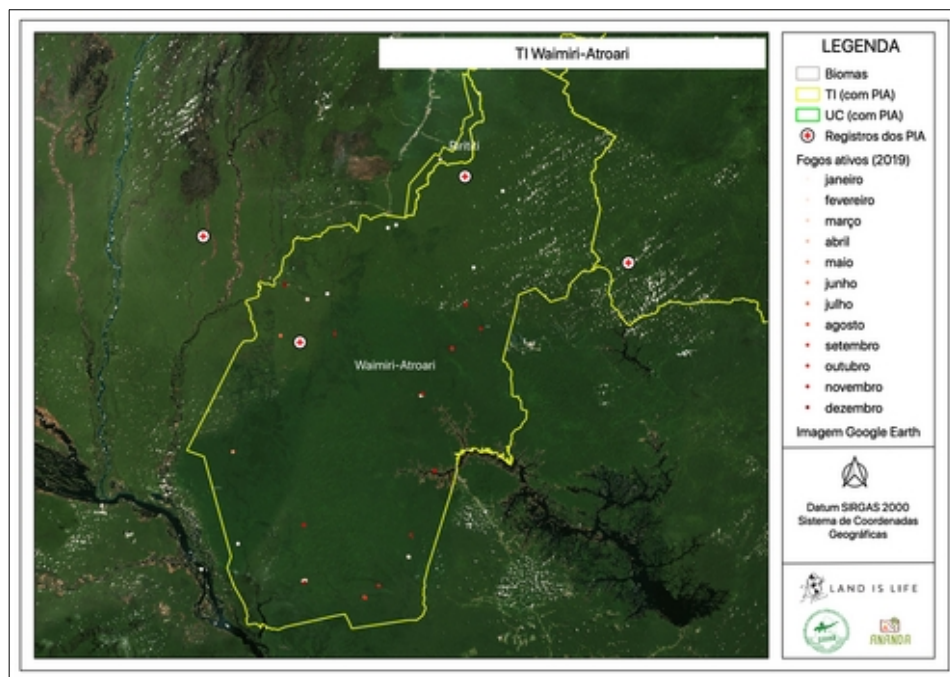 TI Waimiri-Atroari
Waimiri-Atroari
LEGENDA
Biomas
TI (com PIA)
UC (com PIA)
Registros dos PIA
Fogos ativos (2019)
janeiro
fevereiro
março
abril
maio
junho
julho
agosto
setembro
outubro
novembro
dezembro
Imagem Google Earth
Datum SIRGAS 2000
Sistema de Coordenadas
Geográficas
LAND IS LIFE
ANANDA